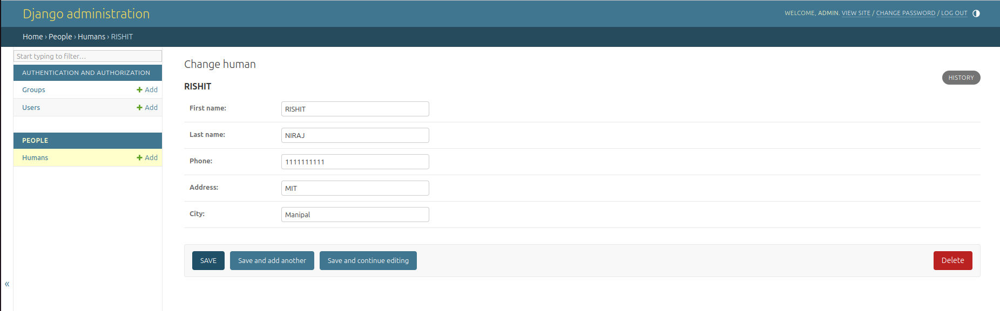 Django administration
WELCOME, ADMIN. VIEW SITE / CHANGE PASSWORD / LOG OUT
Home › People › Humans › RISHIT
Start typing to filter...
AUTHENTICATION AND AUTHORIZATION
Groups + Add
Users + Add
PEOPLE
Humans + Add
«
Change human
HISTORY
RISHIT
First name: RISHIT
Last name: NIRAJ
Phone: 1111111111
Address: MIT
City: Manipal
SAVE Save and add another Save and continue editing Delete